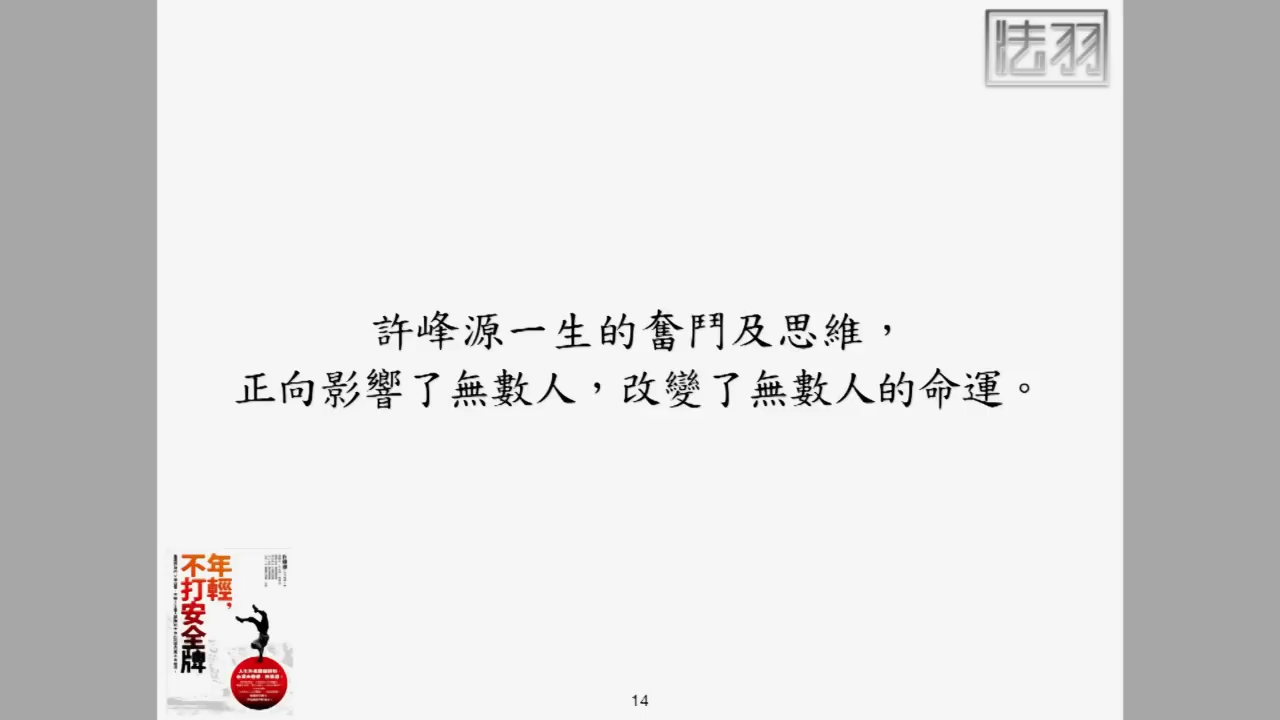 法羽
許峰源一生的奮鬥及思維，
正向影響了無數人，改變了無數人的命運。
年輕，
不打安全牌
14